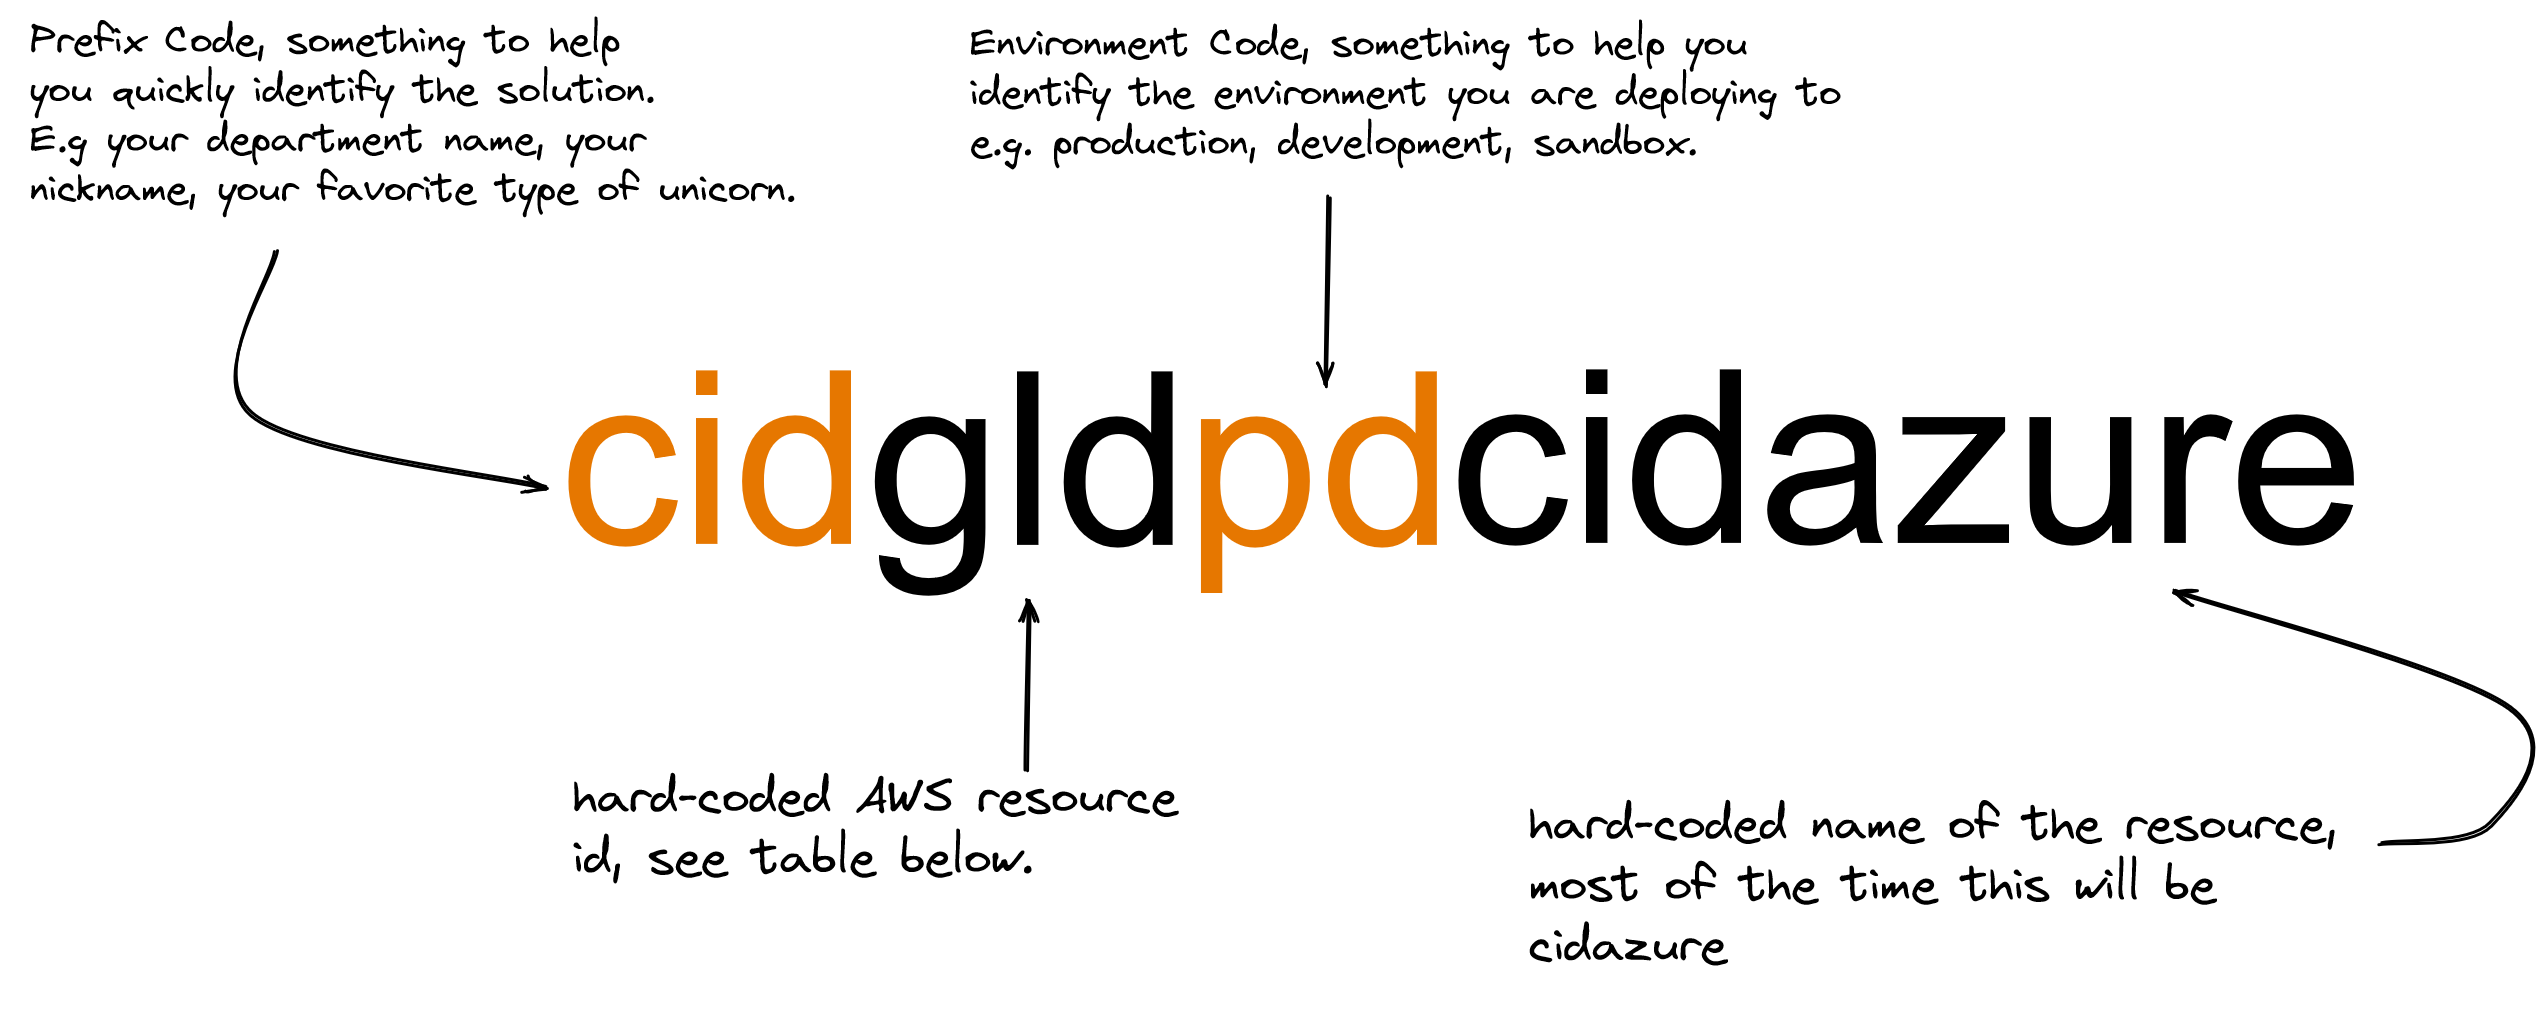 Prefix Code, something to help
you quickly identify the solution.
E.g your department name, your
nickname, your favorite type of unicorn.
Environment Code, something to help you
identify the environment you are deploying to
e.g. production, development, sandbox.
cidgldpdcidazure
hard-coded AWS resource
id, see table below.
hard-coded name of the resource,
most of the time this will be
cidazure